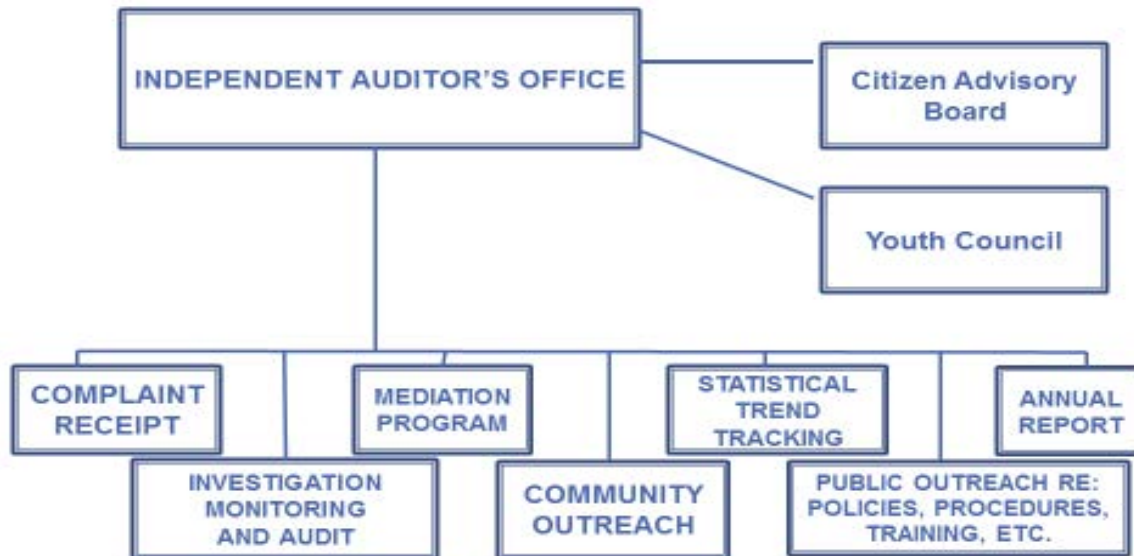 INDEPENDENT AUDITOR'S OFFICE
Citizen Advisory
Board
Youth Council
COMPLAINT
RECEIPT
INVESTIGATION
MONITORING
AND AUDIT
MEDIATION
PROGRAM
COMMUNITY
OUTREACH
STATISTICAL
TREND
TRACKING
PUBLIC OUTREACH RE:
POLICIES, PROCEDURES,
TRAINING, ETC.
ANNUAL
REPORT